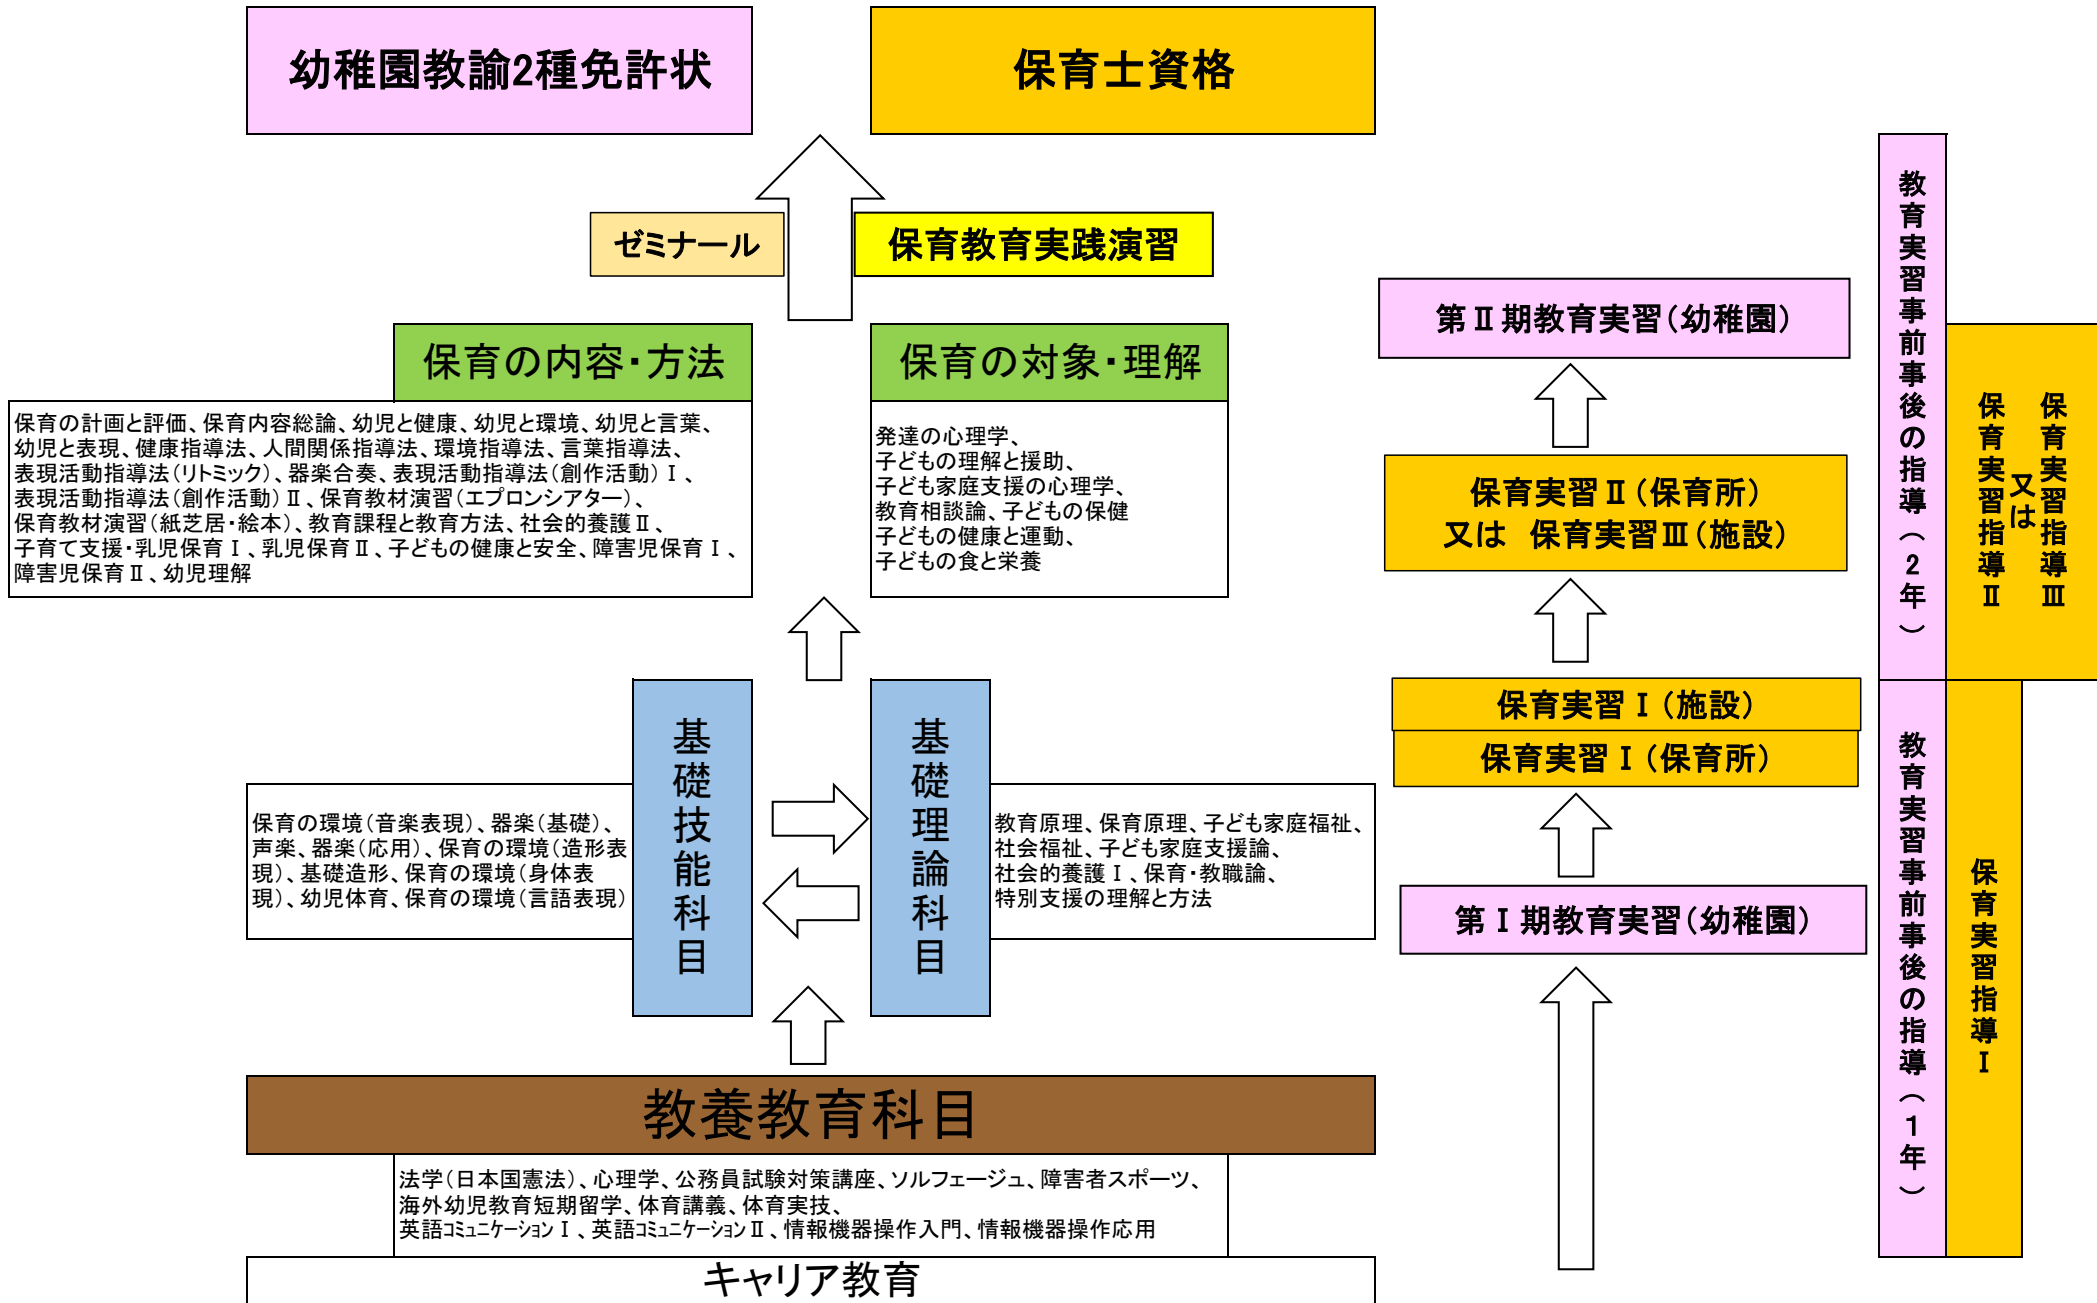 幼稚園教諭2種免許状
保育士資格
ゼミナール
保育教育実践演習
保育の内容・方法
保育の計画と評価、保育内容総論、幼児と健康、幼児と環境、幼児と言葉、
幼児と表現、健康指導法、人間関係指導法、環境指導法、言葉指導法、
表現活動指導法(リトミック)、器楽合奏、表現活動指導法(創作活動)Ⅰ、
表現活動指導法(創作活動)Ⅱ、保育教材演習(エプロンシアター)、
保育教材演習(紙芝居・絵本)、教育課程と教育方法、社会的養護Ⅱ、
子育て支援・乳児保育Ⅰ、乳児保育Ⅱ、子どもの健康と安全、障害児保育Ⅰ、
障害児保育Ⅱ、幼児理解
保育の対象・理解
発達の心理学、
子どもの理解と援助、
子ども家庭支援の心理学、
教育相談論、子どもの保健
子どもの健康と運動、
子どもの食と栄養
基礎技能科目
保育の環境(音楽表現)、器楽(基礎)、
声楽、器楽(応用)、保育の環境(造形表
現)、基礎造形、保育の環境(身体表
現)、幼児体育、保育の環境(言語表現)
基礎理論科目
教育原理、保育原理、子ども家庭福祉、
社会福祉、子ども家庭支援論、
社会的養護Ⅰ、保育・教職論、
特別支援の理解と方法
教養教育科目
法学(日本国憲法)、心理学、公務員試験対策講座、ソルフェージュ、障害者スポーツ、
海外幼児教育短期留学、体育講義、体育実技、
英語コミュニケーションⅠ、英語コミュニケーションⅡ、情報機器操作入門、情報機器操作応用
キャリア教育
第Ⅱ期教育実習(幼稚園)
保育実習Ⅱ(保育所)
又は 保育実習Ⅲ(施設)
保育実習Ⅰ(施設)
保育実習Ⅰ(保育所)
第Ⅰ期教育実習(幼稚園)
教育実習事前事後の指導(2年)
保育実習指導Ⅲ
又は
保育実習指導Ⅱ
教育実習事前事後の指導(1年)
保育実習指導Ⅰ